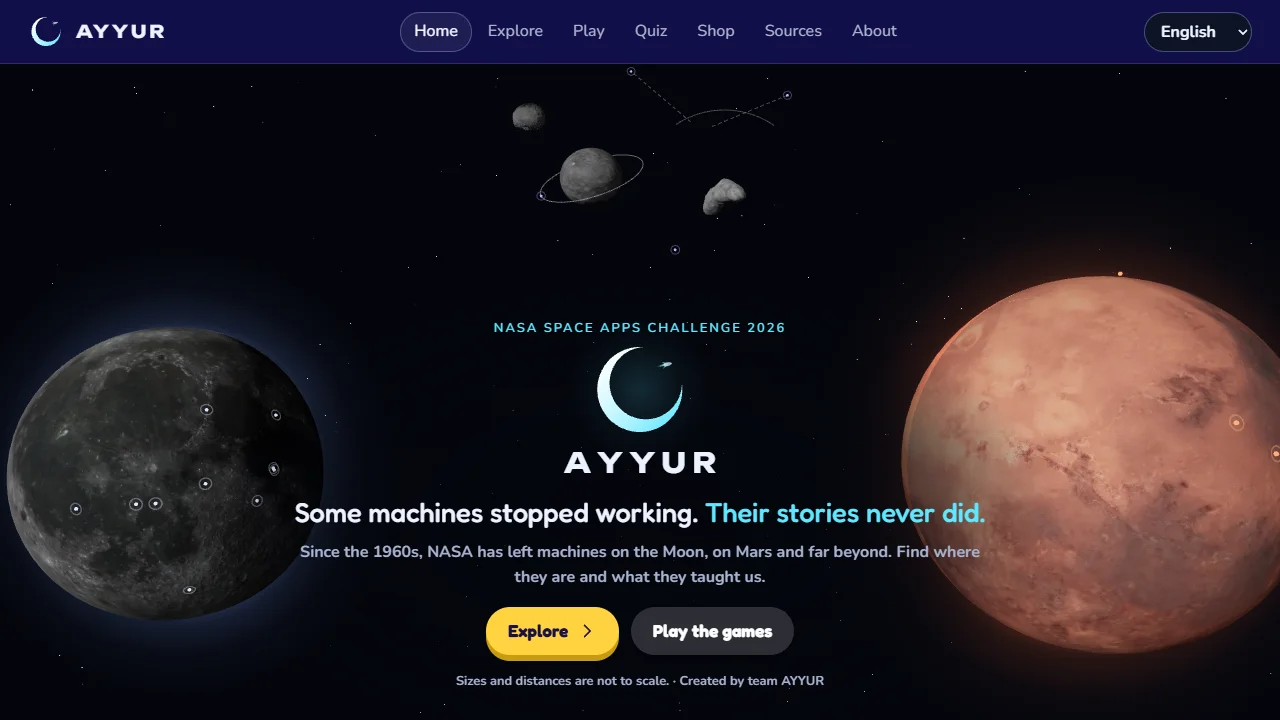 AYYUR
Home
Explore
Play
Quiz
Shop
Sources
About
English
NASA SPACE APPS CHALLENGE 2026
AYYUR
Some machines stopped working. Their stories never did.
Since the 1960s, NASA has left machines on the Moon, on Mars and far beyond. Find where
they are and what they taught us.
Explore
Play the games
Sizes and distances are not to scale. · Created by team AYYUR